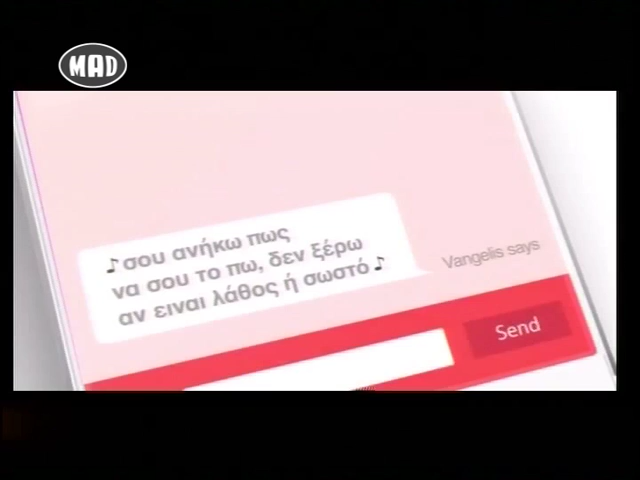 MAD
♪σου ανήκω πως
να σου το πω, δεν ξέρω
αν ειναι λάθος ή σωστό♪
Vangelis says
Send